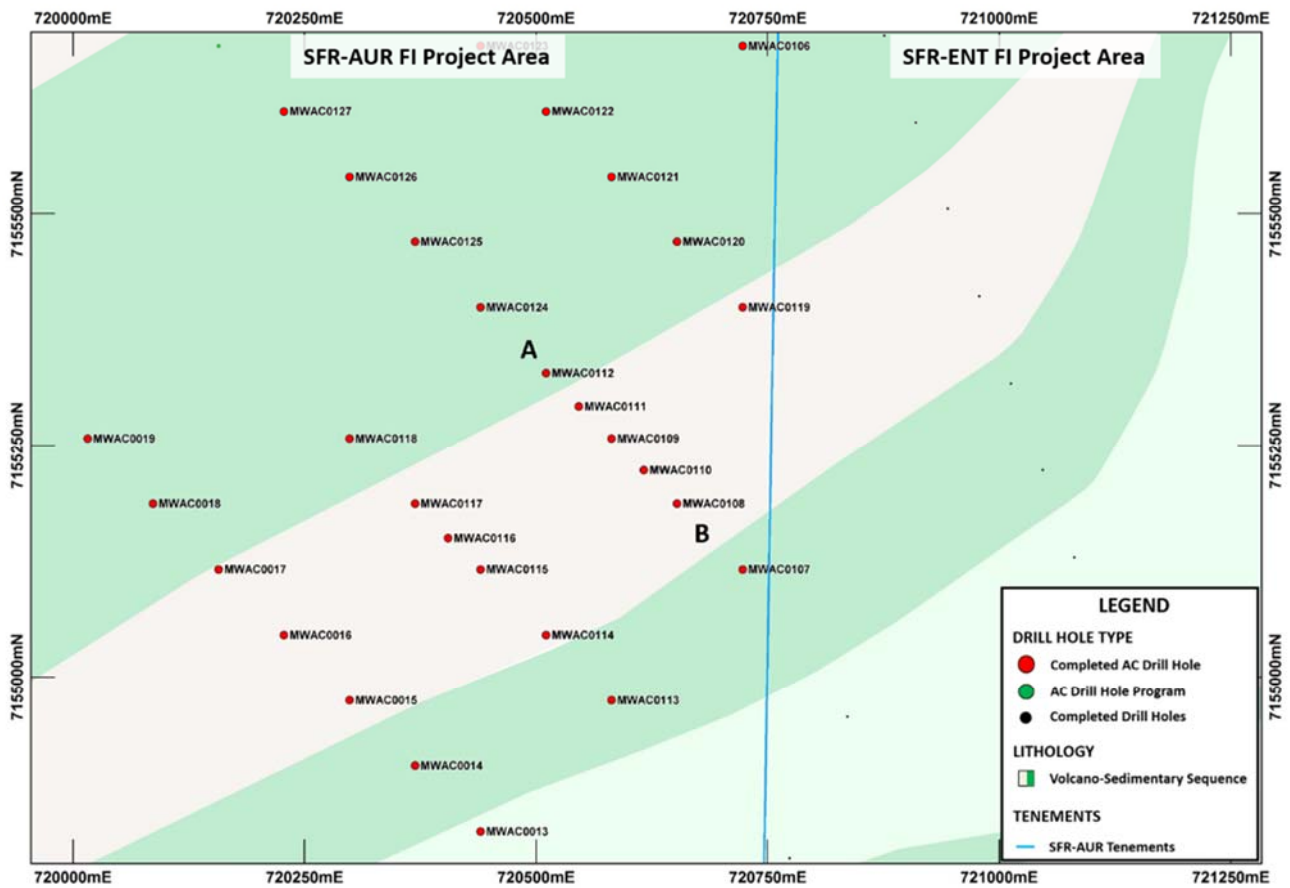 720000mE 720250mE 720500mE 720750mE 721000mE 721250mE
MWAC0123 MWAC0106
SFR-AUR FI Project Area SFR-ENT FI Project Area
MWAC0127 MWAC0122
MWAC0126 MWAC0121
7155500mN 7155500mN
MWAC0125 MWAC0120
MWAC0124 MWAC0119
A
MWAC0112
MWAC0111
MWAC0019 MWAC0118 MWAC0109
7155250mN 7155250mN
MWAC0110
MWAC0018 MWAC0117 MWAC0108
B
MWAC0116
MWAC0017 MWAC0115 MWAC0107
MWAC0016 MWAC0114
7155000mN 7155000mN
MWAC0015 MWAC0113
MWAC0014
MWAC0013
LEGEND
DRILL HOLE TYPE
Completed AC Drill Hole
AC Drill Hole Program
Completed Drill Holes
LITHOLOGY
Volcano-Sedimentary Sequence
TENEMENTS
SFR-AUR Tenements
720000mE 720250mE 720500mE 720750mE 721000mE 721250mE